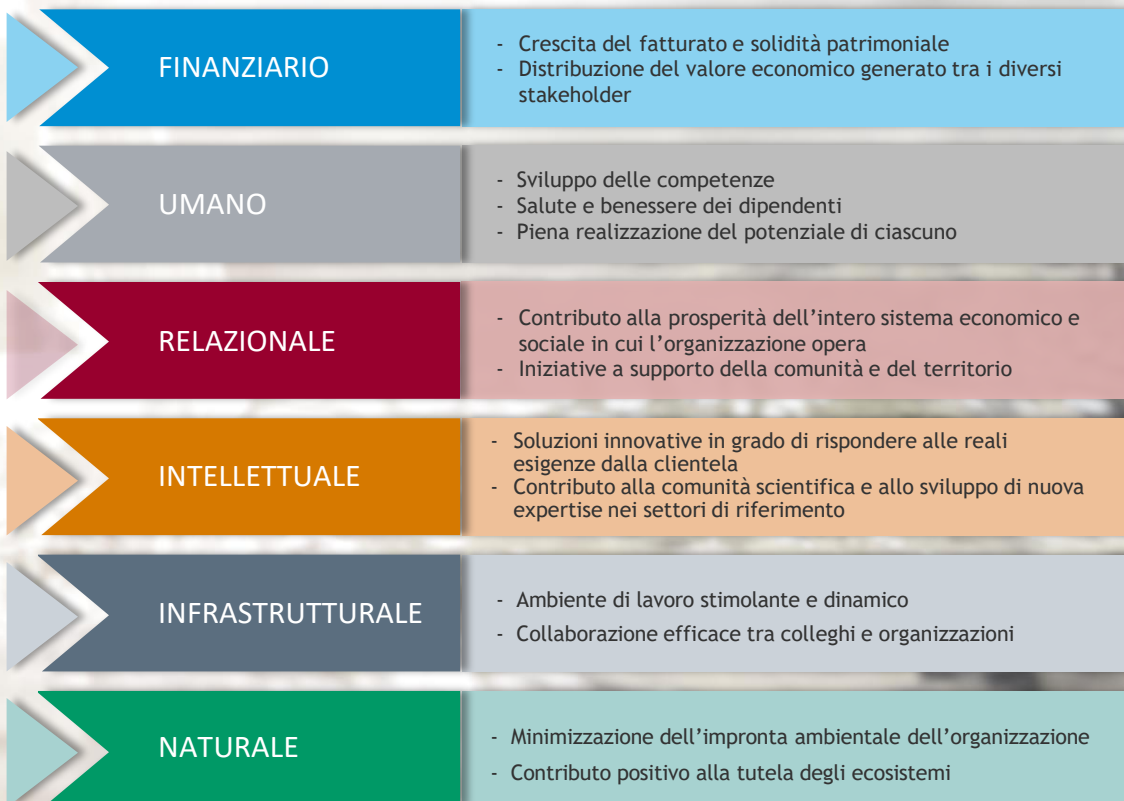 FINANZIARIO
- Crescita del fatturato e solidità patrimoniale
- Distribuzione del valore economico generato tra i diversi
stakeholder
UMANO
- Sviluppo delle competenze
- Salute e benessere dei dipendenti
- Piena realizzazione del potenziale di ciascuno
RELAZIONALE
- Contributo alla prosperità dell’intero sistema economico e
sociale in cui l’organizzazione opera
- Iniziative a supporto della comunità e del territorio
INTELLETTUALE
- Soluzioni innovative in grado di rispondere alle reali
esigenze dalla clientela
- Contributo alla comunità scientifica e allo sviluppo di nuova
expertise nei settori di riferimento
INFRASTRUTTURALE
- Ambiente di lavoro stimolante e dinamico
- Collaborazione efficace tra colleghi e organizzazioni
NATURALE
- Minimizzazione dell’impronta ambientale dell’organizzazione
- Contributo positivo alla tutela degli ecosistemi